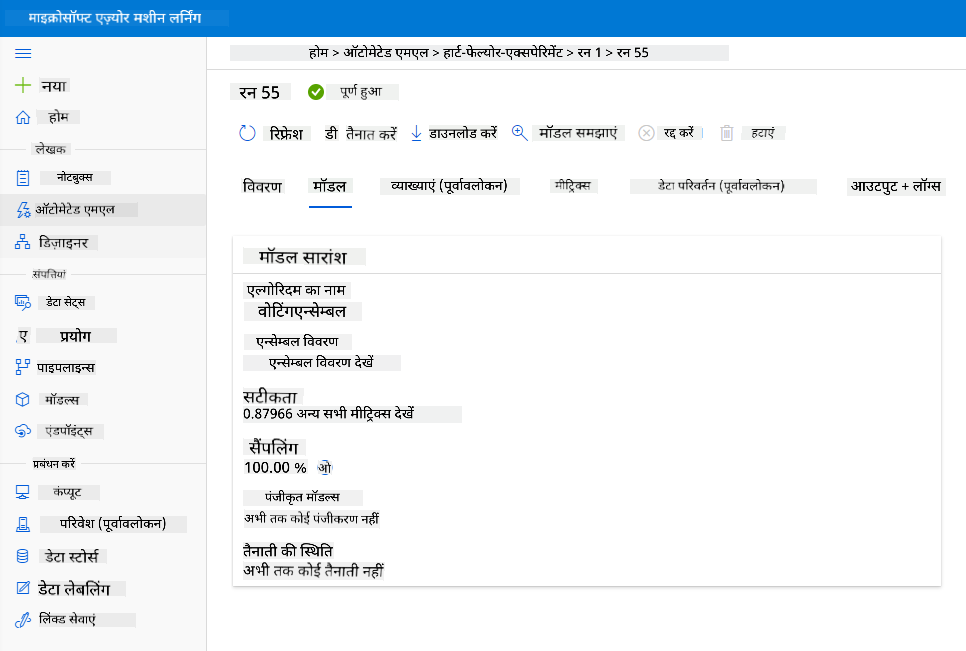 माइक्रोसॉफ्ट एज़्योर मशीन लर्निंग
होम > ऑटोमेटेड एमएल > हार्ट-फेल्योर-एक्सपेरिमेंट > रन 1 > रन 55
नया
होम
लेखक
नोटबुक्स
ऑटोमेटेड एमएल
डिज़ाइनर
संपत्तियां
डेटा सेट्स
ए प्रयोग
पाइपलाइन्स
मॉडल्स
एंडपॉइंट्स
प्रबंधन करें
कंप्यूट
परिवेश (पूर्वावलोकन)
डेटा स्टोर्स
डेटा लेबलिंग
लिंक्ड सेवाएं
रन 55 पूर्ण हुआ
रिफ्रेश डी तैनात करें डाउनलोड करें मॉडल समझाएं रद्द करें हटाएं
विवरण मॉडल व्याख्याएं (पूर्वावलोकन) मीट्रिक्स डेटा परिवर्तन (पूर्वावलोकन) आउटपुट + लॉग्स
मॉडल सारांश
एल्गोरिदम का नाम
वोटिंगएन्सेम्बल
एन्सेम्बल विवरण
एन्सेम्बल विवरण देखें
सटीकता
0.87966 अन्य सभी मीट्रिक्स देखें
सैंपलिंग
100.00 % ओ
पंजीकृत मॉडल्स
अभी तक कोई पंजीकरण नहीं
तैनाती की स्थिति
अभी तक कोई तैनाती नहीं